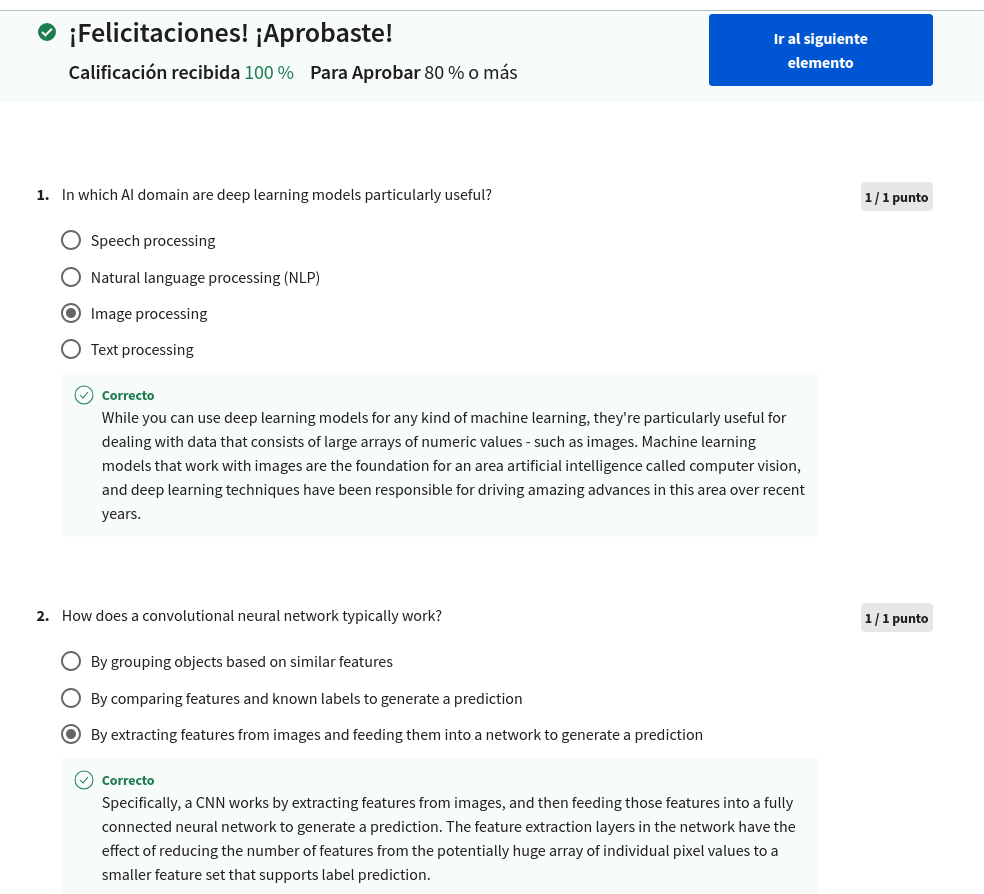 ¡Felicitaciones! ¡Aprobaste!
Calificación recibida 100 % Para Aprobar 80 % o más
Ir al siguiente
elemento
1. In which AI domain are deep learning models particularly useful?
1 / 1 punto
Speech processing
Natural language processing (NLP)
Image processing
Text processing
Correcto
While you can use deep learning models for any kind of machine learning, they're particularly useful for
dealing with data that consists of large arrays of numeric values - such as images. Machine learning
models that work with images are the foundation for an area artificial intelligence called computer vision,
and deep learning techniques have been responsible for driving amazing advances in this area over recent
years.
2. How does a convolutional neural network typically work?
1 / 1 punto
By grouping objects based on similar features
By comparing features and known labels to generate a prediction
By extracting features from images and feeding them into a network to generate a prediction
Correcto
Specifically, a CNN works by extracting features from images, and then feeding those features into a fully
connected neural network to generate a prediction. The feature extraction layers in the network have the
effect of reducing the number of features from the potentially huge array of individual pixel values to a
smaller feature set that supports label prediction.